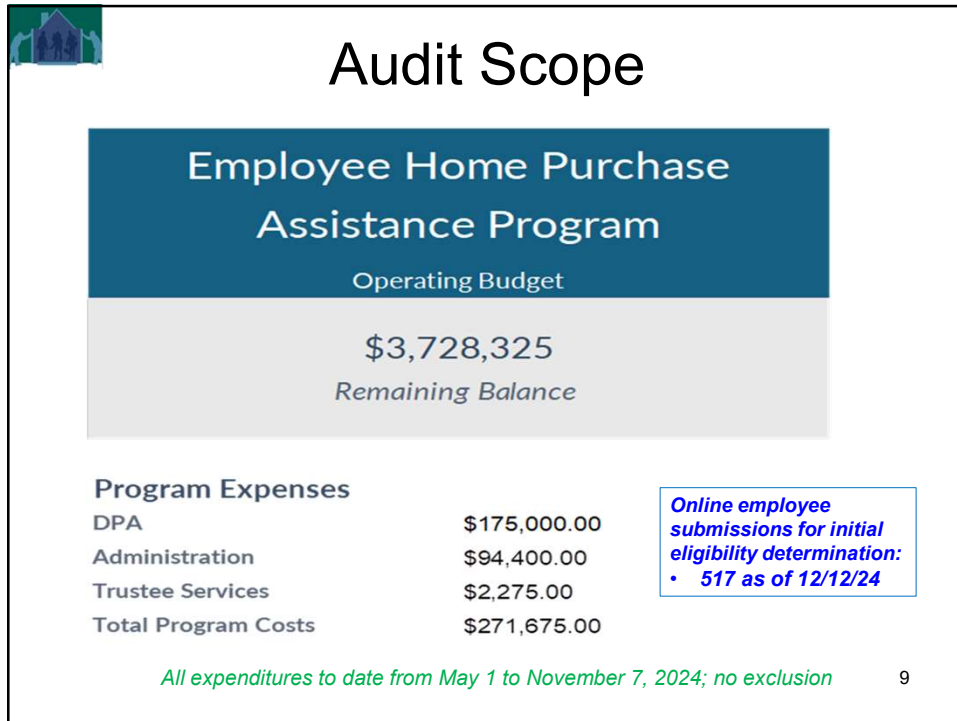 Audit Scope
Employee Home Purchase
Assistance Program
Operating Budget
$3,728,325
Remaining Balance
Program Expenses
DPA $175,000.00
Administration $94,400.00
Trustee Services $2,275.00
Total Program Costs $271,675.00
Online employee
submissions for initial
eligibility determination:
• 517 as of 12/12/24
All expenditures to date from May 1 to November 7, 2024; no exclusion
9